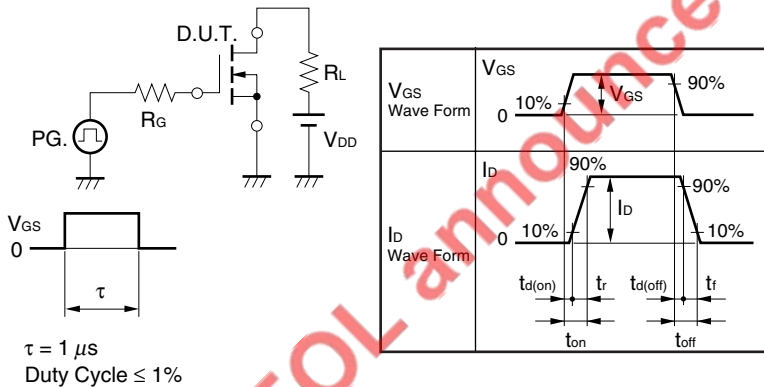 D.U.T.
RL
RG
PG.
VDD
VGS
0
τ
τ = 1 μs
Duty Cycle ≤ 1%
VGS
Wave Form
VGS
10%
0
VGS
90%
ID
Wave Form
ID
90%
90%
ID
10%
0
10%
td(on)
tr
td(off)
tf
ton
toff
EOL announce